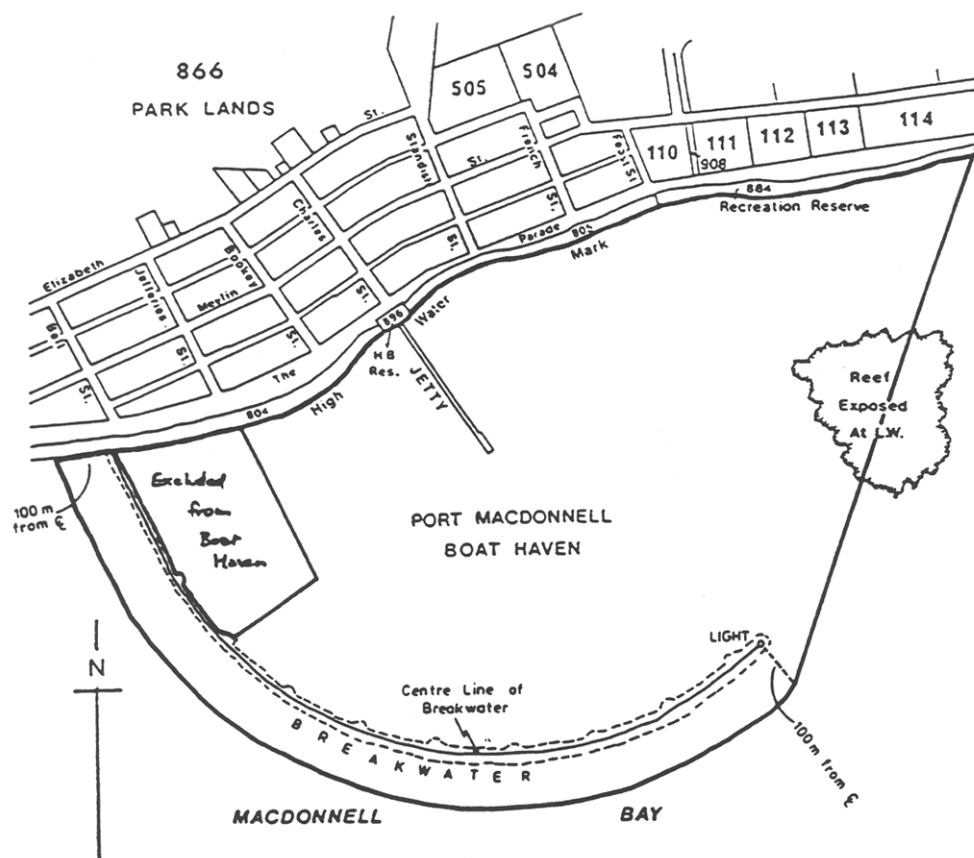 866
PARK LANDS
505
504
110
111
112
113
114
908
884
Recreation Reserve
Elizabeth
St.
Standish
St.
French
St.
Charles
Bookey
Jefferies
Meylin
Bell
St.
St.
St.
St.
St.
St.
The
Parade
804
805
High
Water
Mark
896
H B
Res.
JETTY
Reef
Exposed
At L.W.
100 m
from ℄
Excluded
from
Boat
Haven
PORT MACDONNELL
BOAT HAVEN
LIGHT
N
Centre Line of
Breakwater
BREAKWATER
100 m from ℄
MACDONNELL BAY